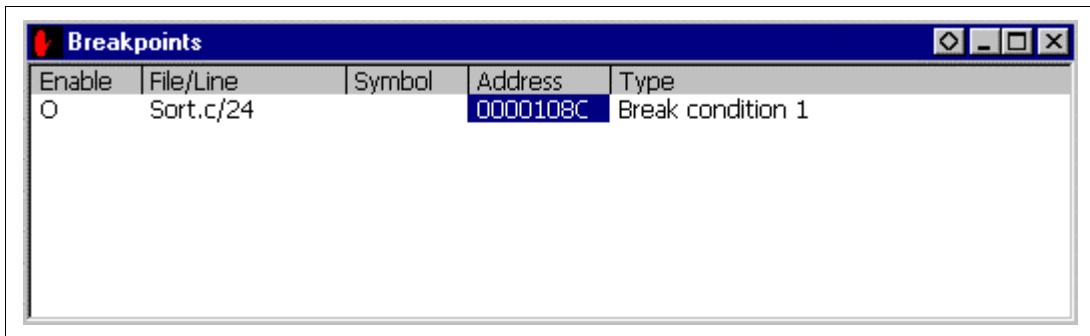 Breakpoints
Enable File/Line Symbol Address Type
O Sort.c/24 0000108C Break condition 1